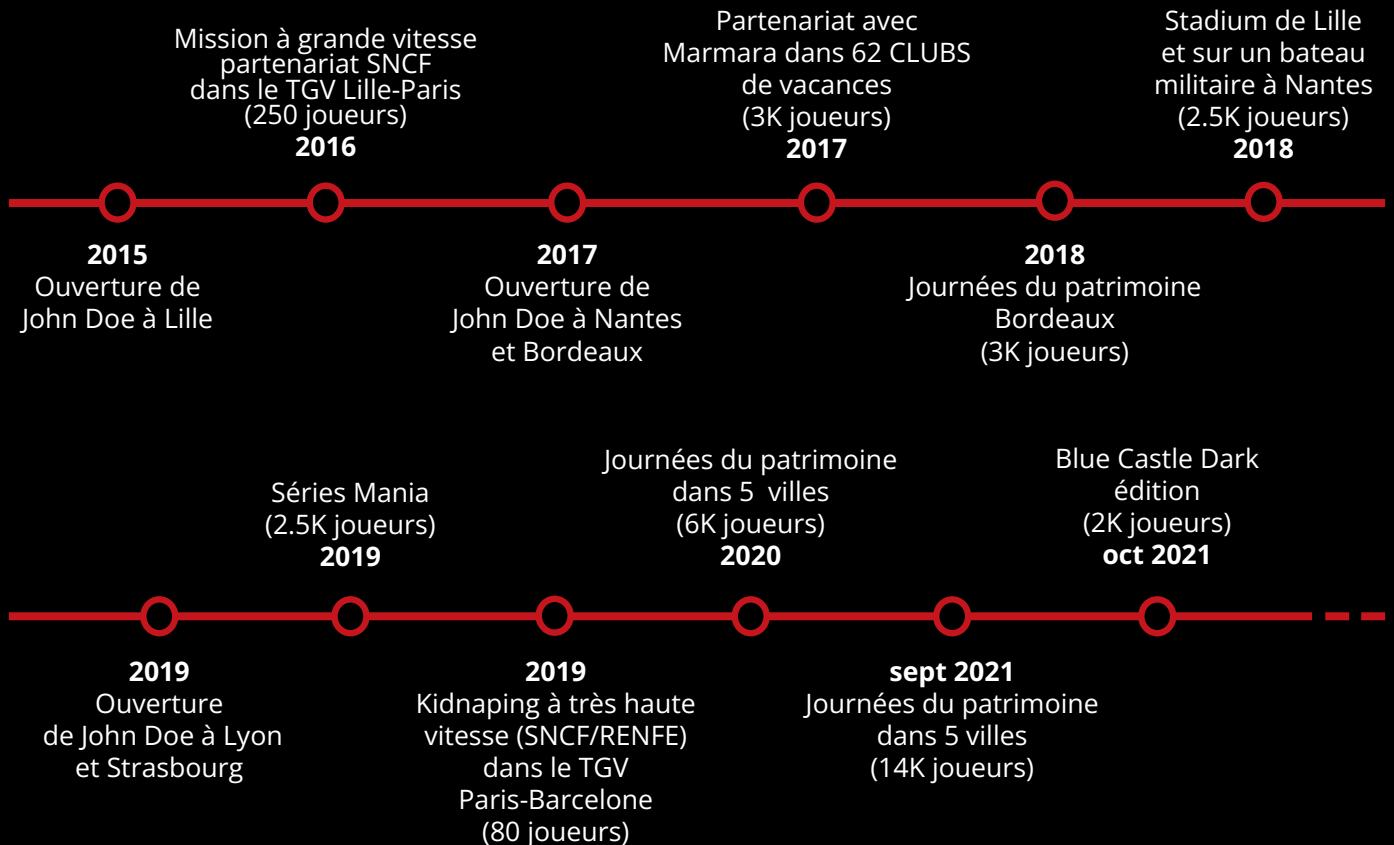 Mission à grande vitesse
partenariat SNCF
dans le TGV Lille-Paris
(250 joueurs)
2016
Partenariat avec
Marmara dans 62 CLUBS
de vacances
(3K joueurs)
2017
Stadium de Lille
et sur un bateau
militaire à Nantes
(2.5K joueurs)
2018
2015
Ouverture de
John Doe à Lille
2017
Ouverture de
John Doe à Nantes
et Bordeaux
2018
Journées du patrimoine
Bordeaux
(3K joueurs)
Séries Mania
(2.5K joueurs)
2019
Journées du patrimoine
dans 5 villes
(6K joueurs)
2020
Blue Castle Dark
édition
(2K joueurs)
oct 2021
2019
Ouverture
de John Doe à Lyon
et Strasbourg
2019
Kidnaping à très haute
vitesse (SNCF/RENFE)
dans le TGV
Paris-Barcelone
(80 joueurs)
sept 2021
Journées du patrimoine
dans 5 villes
(14K joueurs)